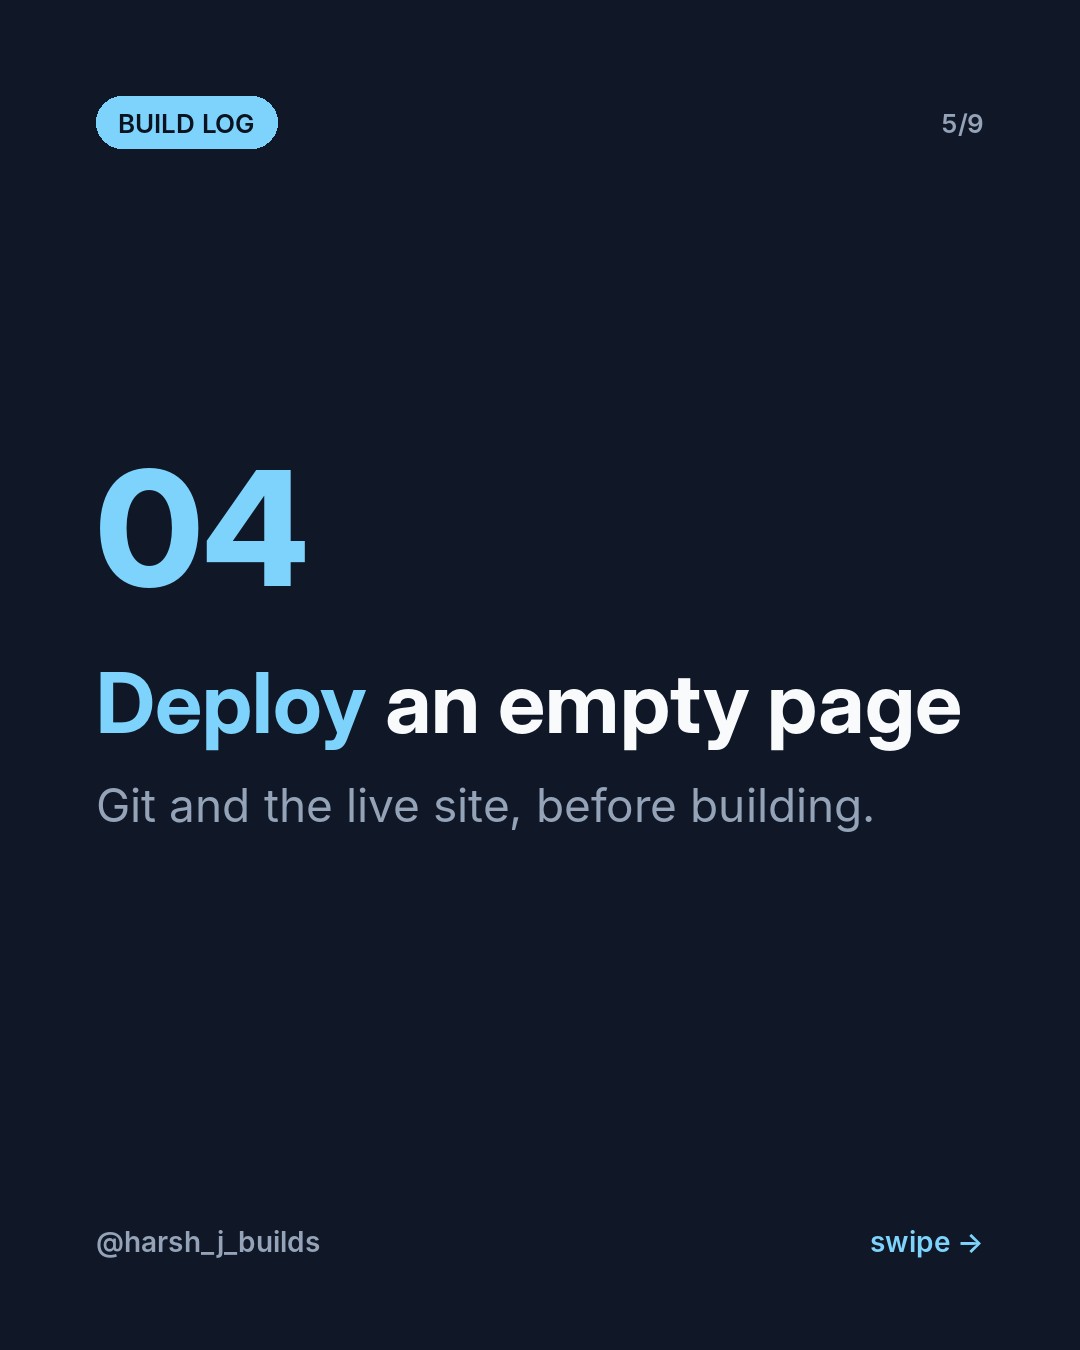 BUILD LOG
5/9
04
Deploy an empty page
Git and the live site, before building.
@harsh_j_builds
swipe →